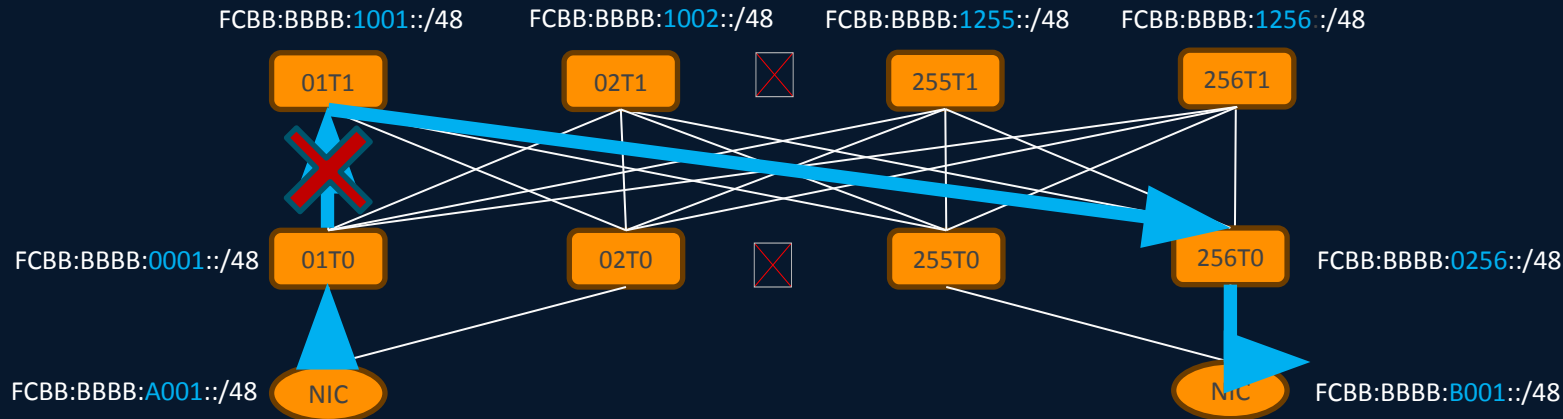 FCBB:BBBB:1001::/48
FCBB:BBBB:1002::/48
FCBB:BBBB:1255::/48
FCBB:BBBB:1256::/48
01T1
02T1
255T1
256T1
FCBB:BBBB:0001::/48
01T0
02T0
255T0
256T0
FCBB:BBBB:0256::/48
FCBB:BBBB:A001::/48
NIC
NIC
FCBB:BBBB:B001::/48